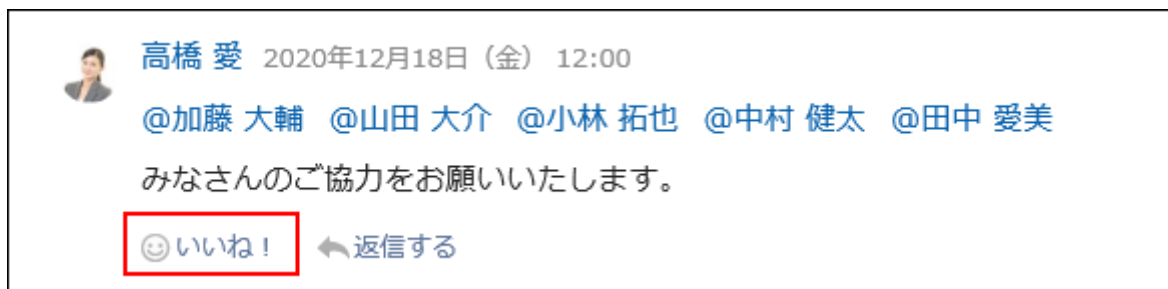 高橋 愛 2020年12月18日（金） 12:00
@加藤 大輔 @山田 大介 @小林 拓也 @中村 健太 @田中 愛美
みなさんのご協力をお願いいたします。
いいね！ 返信する